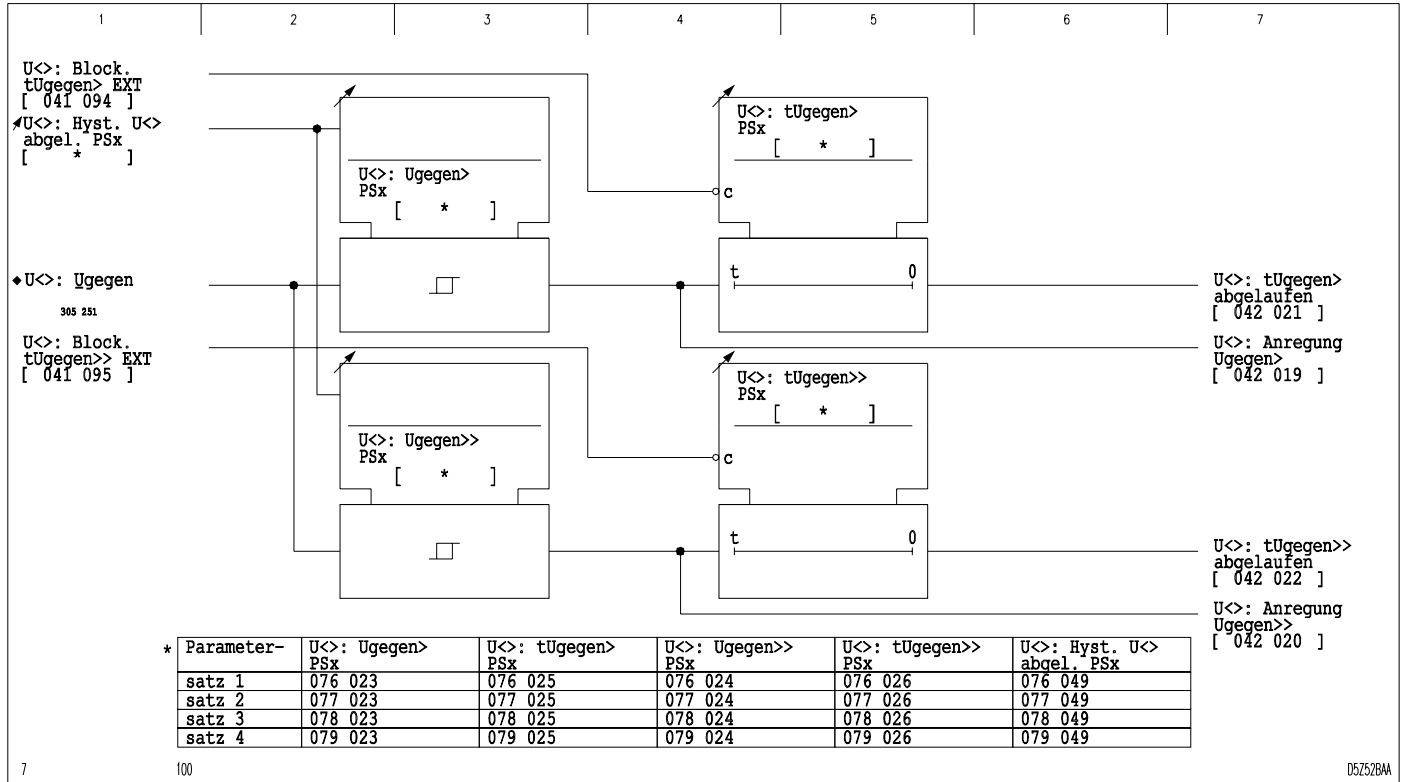 1 2 3 4 5 6 7
U<>: Block.
tUgegen> EXT
[ 041 094 ]
U<>: Hyst. U<>
abgel. PSx
[ * ]
U<>: Ugegen>
PSx
[ * ]
U<>: tUgegen>
PSx
[ * ]
c
◆U<>: Ugegen
305 251
t 0
U<>: tUgegen>
abgelaufen
[ 042 021 ]
U<>: Block.
tUgegen>> EXT
[ 041 095 ]
U<>: Anregung
Ugegen>
[ 042 019 ]
U<>: Ugegen>>
PSx
[ * ]
U<>: tUgegen>>
PSx
[ * ]
c
t 0
U<>: tUgegen>>
abgelaufen
[ 042 022 ]
U<>: Anregung
Ugegen>>
[ 042 020 ]
* Parameter- U<>: Ugegen> U<>: tUgegen> U<>: Ugegen>> U<>: tUgegen>> U<>: Hyst. U<>
PSx PSx PSx PSx abgel. PSx
satz 1 076 023 076 025 076 024 076 026 076 049
satz 2 077 023 077 025 077 024 077 026 077 049
satz 3 078 023 078 025 078 024 078 026 078 049
satz 4 079 023 079 025 079 024 079 026 079 049
7 100 D5Z52BAA